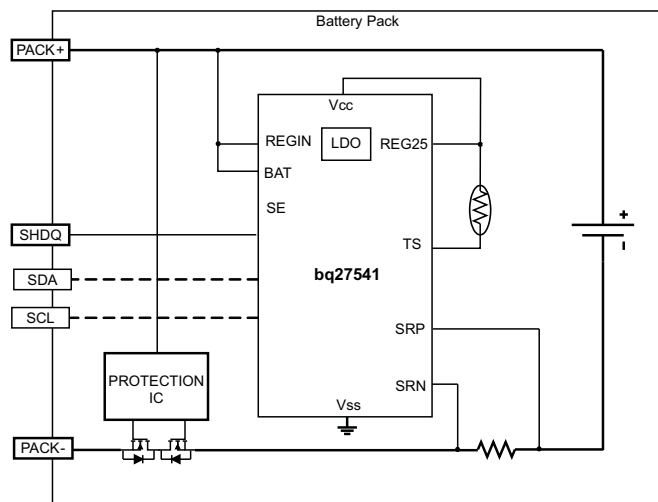 Battery Pack
PACK+
Vcc
REGIN
LDO
REG25
BAT
SE
SHDQ
TS
+
SDA
bq27541
SCL
SRP
PROTECTION
IC
SRN
Vss
PACK-